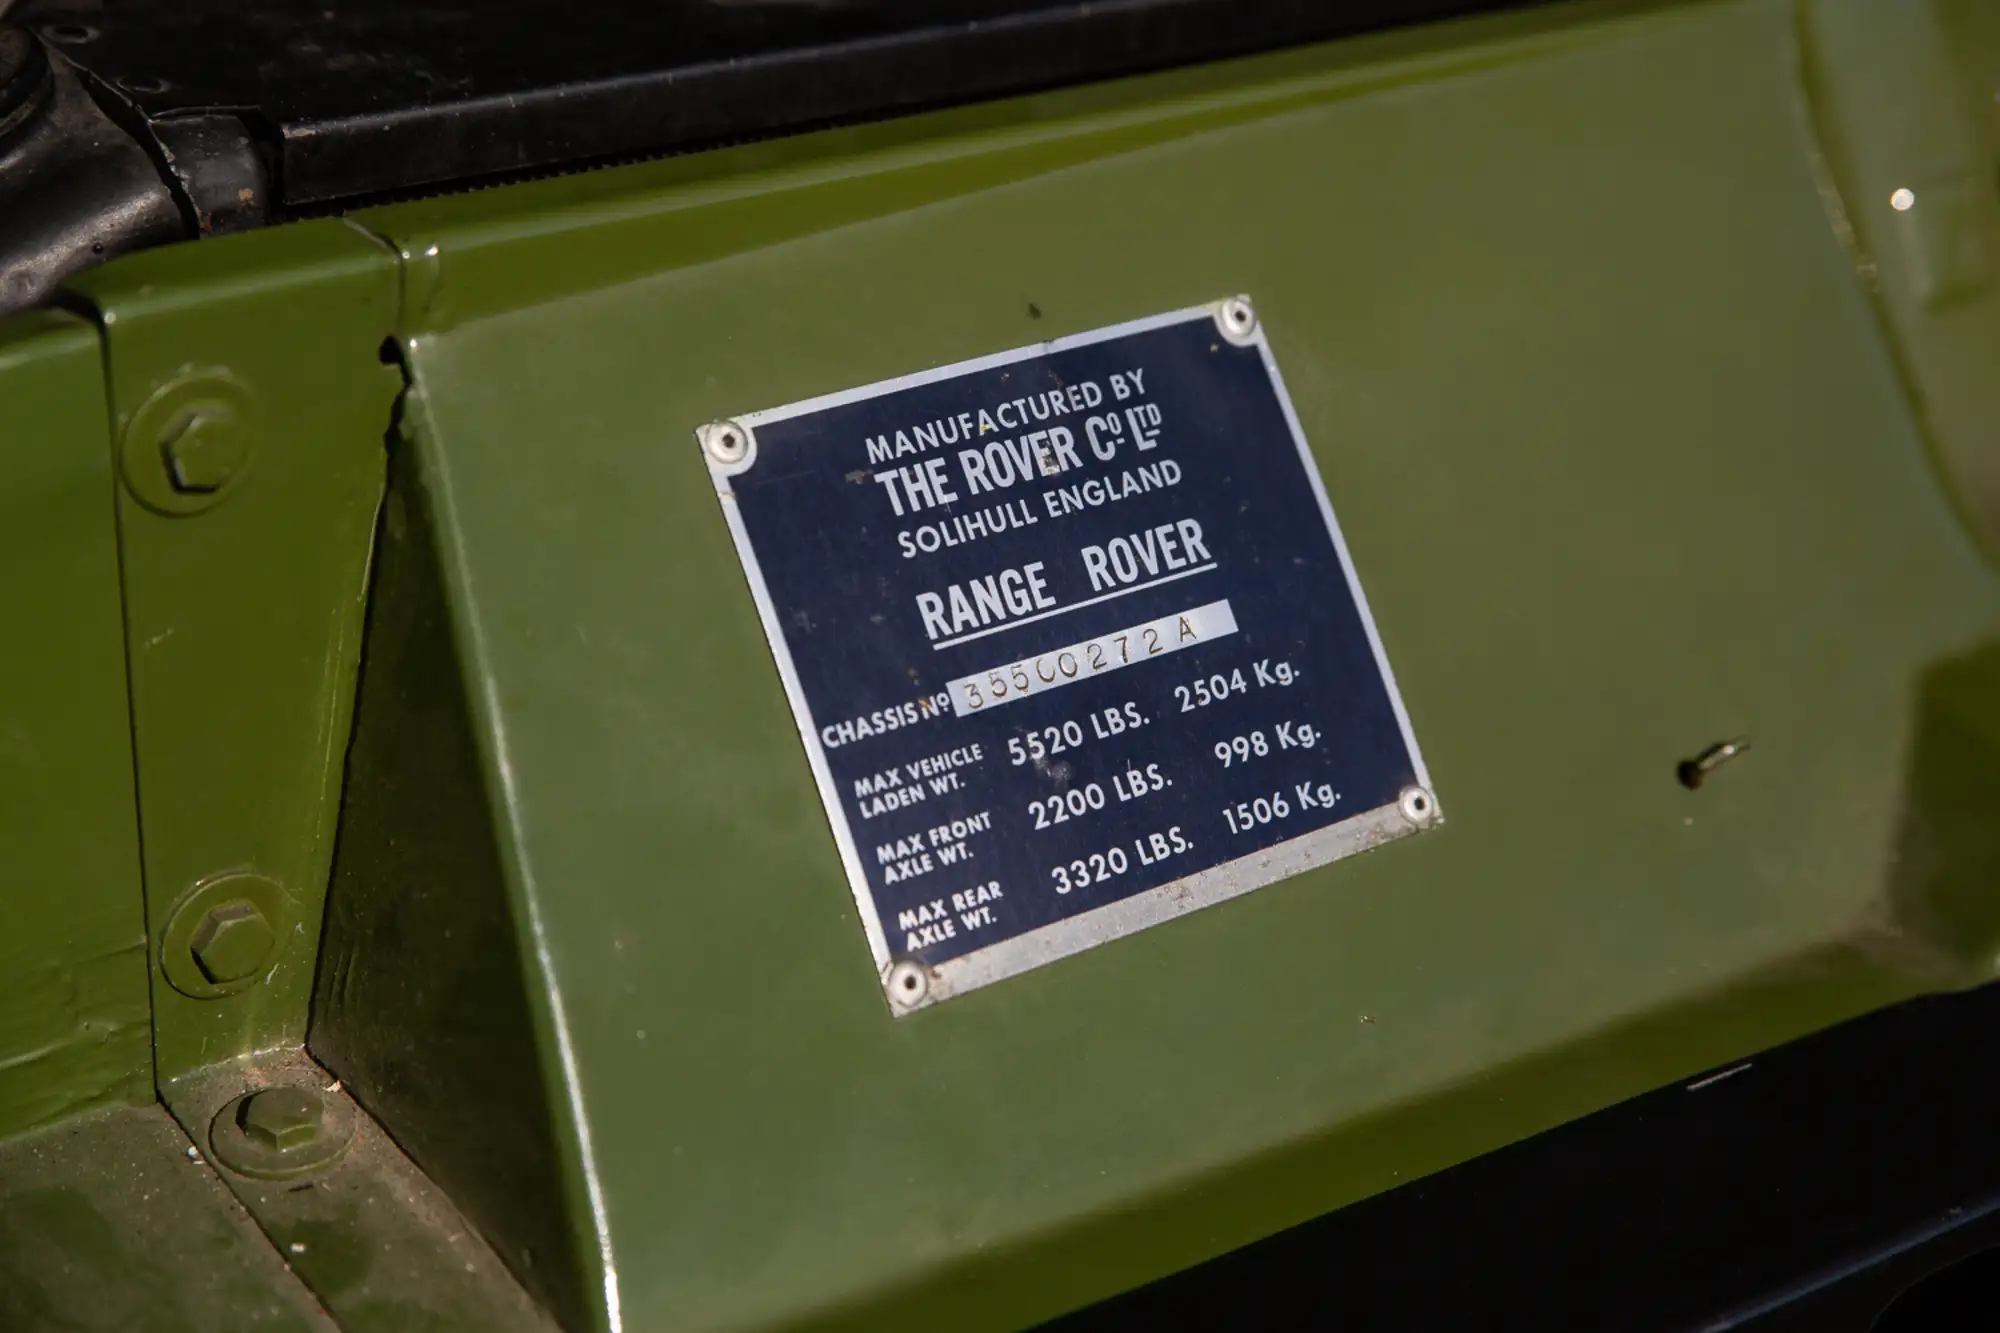 MANUFACTURED BY
THE ROVER Cº LTD
SOLIHULL ENGLAND
RANGE ROVER
CHASSIS Nº 35500272A
MAX VEHICLE LADEN WT. 5520 LBS. 2504 Kg.
MAX FRONT AXLE WT. 2200 LBS. 998 Kg.
MAX REAR AXLE WT. 3320 LBS. 1506 Kg.